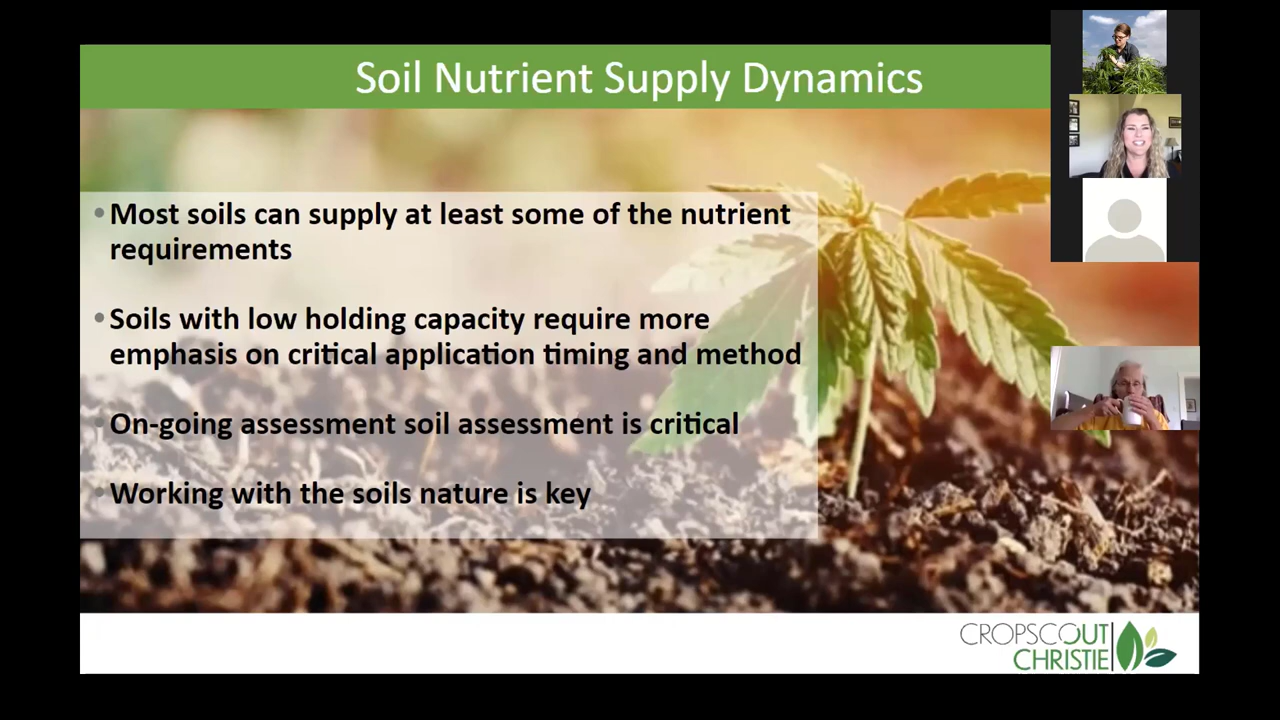 Soil Nutrient Supply Dynamics
•Most soils can supply at least some of the nutrient
requirements
•Soils with low holding capacity require more
emphasis on critical application timing and method
•On-going assessment soil assessment is critical
•Working with the soils nature is key
CROPSCOUT
CHRISTIE